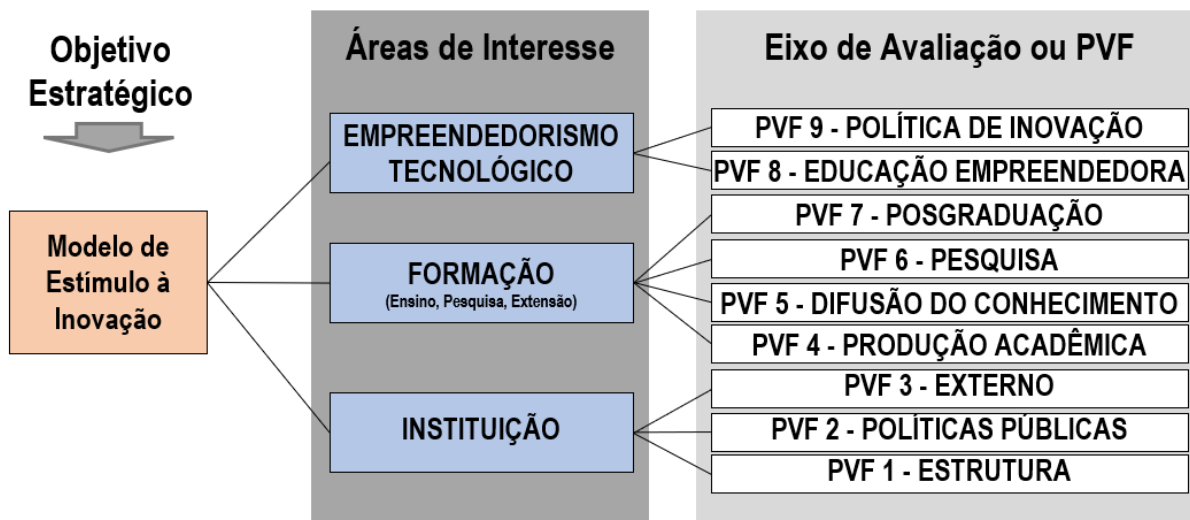 Objetivo
Estratégico
Modelo de
Estímulo à
Inovação
Áreas de Interesse
EMPREENDEDORISMO
TECNOLÓGICO
FORMAÇÃO
(Ensino, Pesquisa, Extensão)
INSTITUIÇÃO
Eixo de Avaliação ou PVF
PVF 9 - POLÍTICA DE INOVAÇÃO
PVF 8 - EDUCAÇÃO EMPREENDEDORA
PVF 7 - POSGRADUAÇÃO
PVF 6 - PESQUISA
PVF 5 - DIFUSÃO DO CONHECIMENTO
PVF 4 - PRODUÇÃO ACADÊMICA
PVF 3 - EXTERNO
PVF 2 - POLÍTICAS PÚBLICAS
PVF 1 - ESTRUTURA